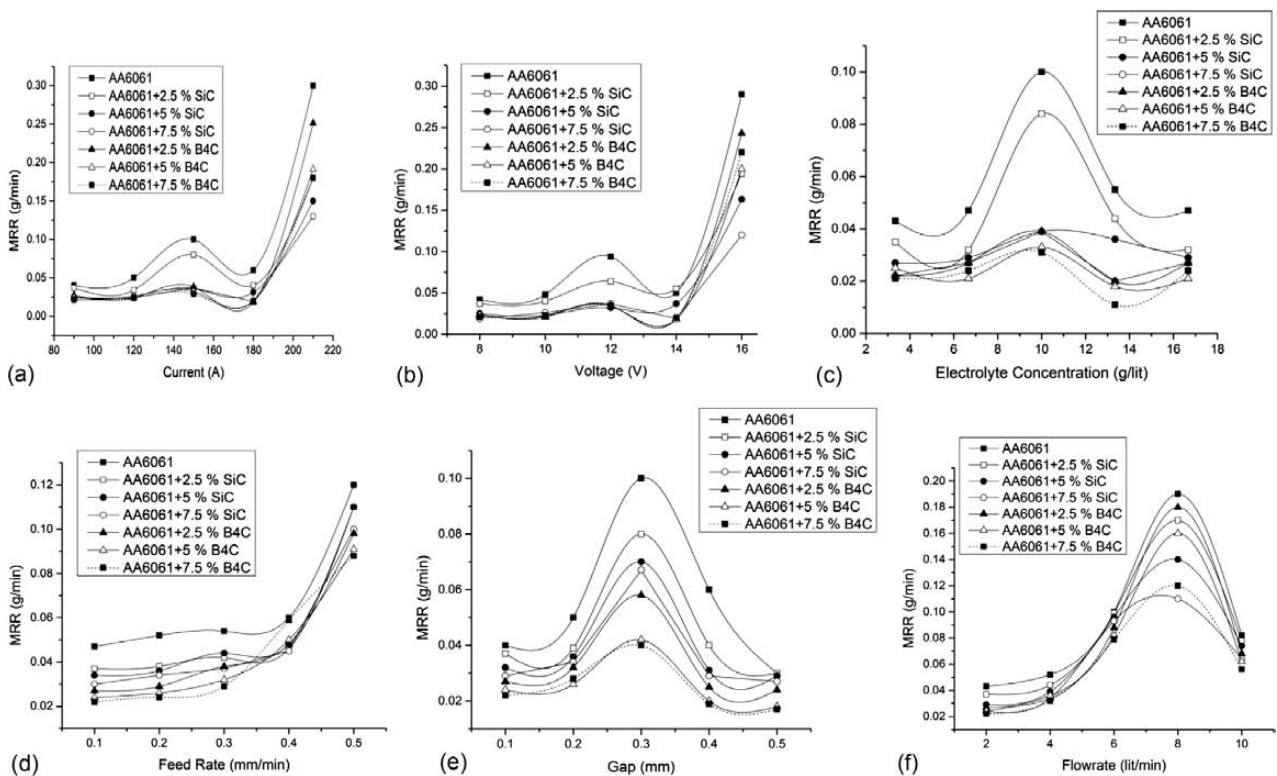 AA6061
AA6061+2.5 % SiC
AA6061+5 % SiC
AA6061+7.5 % SiC
AA6061+2.5 % B4C
AA6061+5 % B4C
AA6061+7.5 % B4C
MRR (g/min)
0.30
0.25
0.20
0.15
0.10
0.05
0.00
80 100 120 140 160 180 200 220
(a)
Current (A)
AA6061
AA6061+2.5 % SiC
AA6061+5 % SiC
AA6061+7.5 % SiC
AA6061+2.5 % B4C
AA6061+5 % B4C
AA6061+7.5 % B4C
MRR (g/min)
0.30
0.25
0.20
0.15
0.10
0.05
0.00
8 10 12 14 16
(b)
Voltage (V)
AA6061
AA6061+2.5 % SiC
AA6061+5 % SiC
AA6061+7.5 % SiC
AA6061+2.5 % B4C
AA6061+5 % B4C
AA6061+7.5 % B4C
MRR (g/min)
0.10
0.08
0.06
0.04
0.02
0.00
2 4 6 8 10 12 14 16 18
(c)
Electrolyte Concentration (g/lit)
AA6061
AA6061+2.5 % SiC
AA6061+5 % SiC
AA6061+7.5 % SiC
AA6061+2.5 % B4C
AA6061+5 % B4C
AA6061+7.5 % B4C
MRR (g/min)
0.12
0.10
0.08
0.06
0.04
0.02
0.1 0.2 0.3 0.4 0.5
(d)
Feed Rate (mm/min)
AA6061
AA6061+2.5 % SiC
AA6061+5 % SiC
AA6061+7.5 % SiC
AA6061+2.5 % B4C
AA6061+5 % B4C
AA6061+7.5 % B4C
MRR (g/min)
0.10
0.08
0.06
0.04
0.02
0.1 0.2 0.3 0.4 0.5
(e)
Gap (mm)
AA6061
AA6061+2.5 % SiC
AA6061+5 % SiC
AA6061+7.5 % SiC
AA6061+2.5 % B4C
AA6061+5 % B4C
AA6061+7.5 % B4C
MRR (g/min)
0.20
0.18
0.16
0.14
0.12
0.10
0.08
0.06
0.04
0.02
2 4 6 8 10
(f)
Flowrate (lit/min)